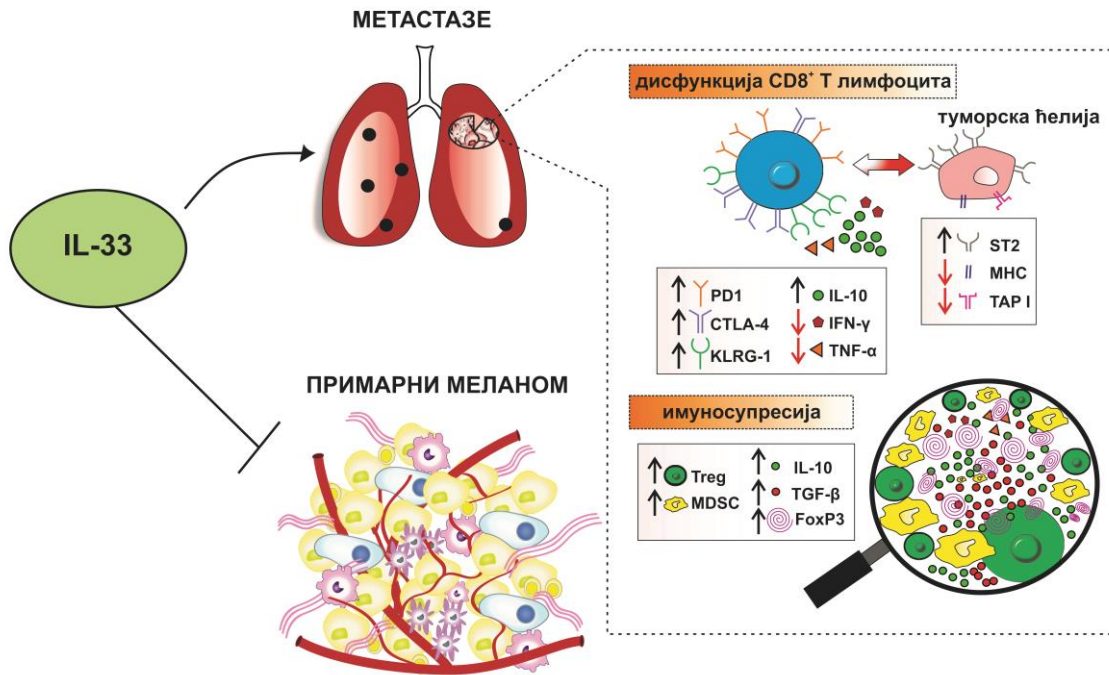 МЕТАСТАЗЕ
IL-33
ПРИМАРНИ МЕЛАНОМ
дисфункција CD8⁺ Т лимфоцита
туморска ћелија
ST2
MHC
TAP I
PD1
CTLA-4
KLRG-1
IL-10
IFN-γ
TNF-α
имуносупресија
Treg
MDSC
IL-10
TGF-β
FoxP3